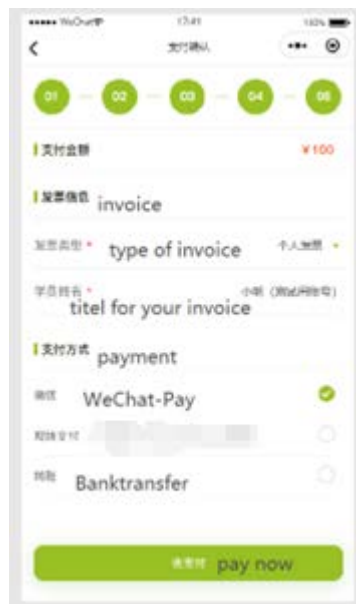 WeChat 17:41 100%
支付确认
01 02 03 04 05
支付金额 ¥100
发票信息 invoice
发票类型 * type of invoice 个人发票
学员姓名 * 小明 (测试用账号)
titel for your invoice
支付方式 payment
微信 WeChat-Pay
转账 Banktransfer
pay now